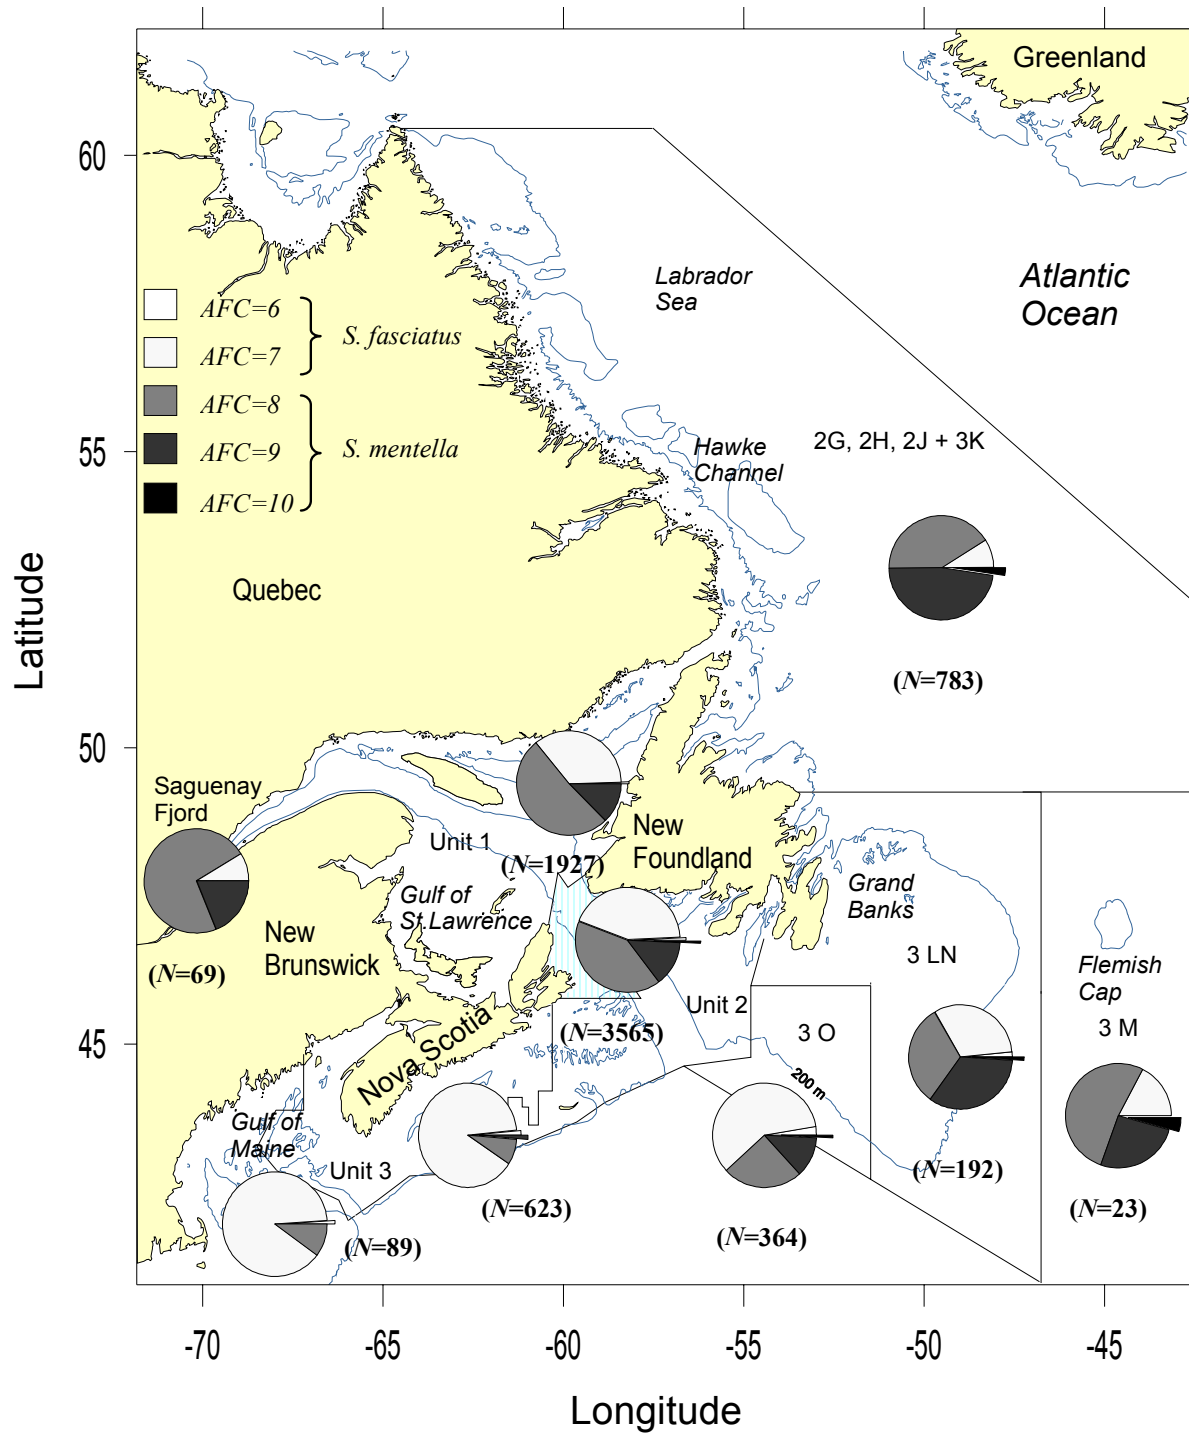 Greenland
60
Labrador
Sea
Atlantic
Ocean
AFC=6
S. fasciatus
AFC=7
AFC=8
AFC=9
S. mentella
AFC=10
55
Hawke
Channel
2G, 2H, 2J + 3K
Quebec
Latitude
(N=783)
50
Saguenay
Fjord
Unit 1
New
Foundland
(N=1927)
Gulf of
St.Lawrence
Grand
Banks
New
Brunswick
(N=69)
3 LN
Flemish
Cap
Unit 2
3 M
(N=3565)
3 O
45
Nova Scotia
200 m
Gulf of
Maine
Unit 3
(N=192)
(N=23)
(N=623)
(N=364)
(N=89)
-70
-65
-60
-55
-50
-45
Longitude